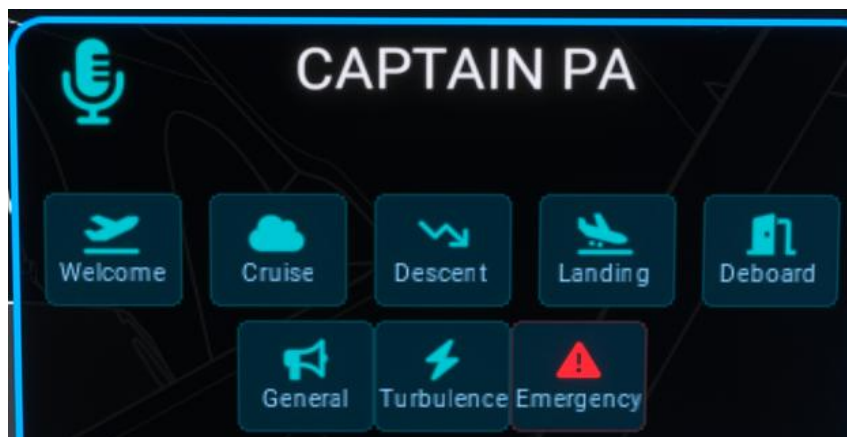 CAPTAIN PA
Welcome Cruise Descent Landing Deboard
General Turbulence Emergency